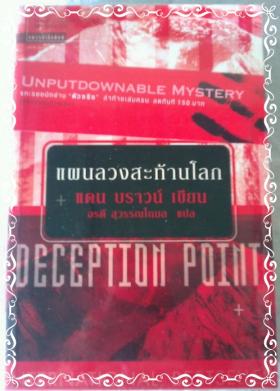 UNPUTDOWNABLE MYSTERY
แผนลวงสะท้านโลก
แดน บราวน์ เขียน
อรดี สุวรรณโกมล แปล
DECEPTION POINT